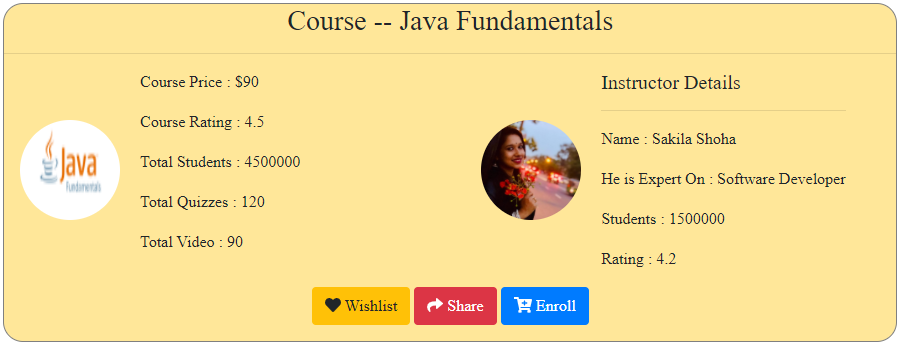 Course -- Java Fundamentals
Course Price : $90
Course Rating : 4.5
Total Students : 4500000
Total Quizzes : 120
Total Video : 90
Java
Fundamentals
Instructor Details
Name : Sakila Shoha
He is Expert On : Software Developer
Students : 1500000
Rating : 4.2
Wishlist
Share
Enroll